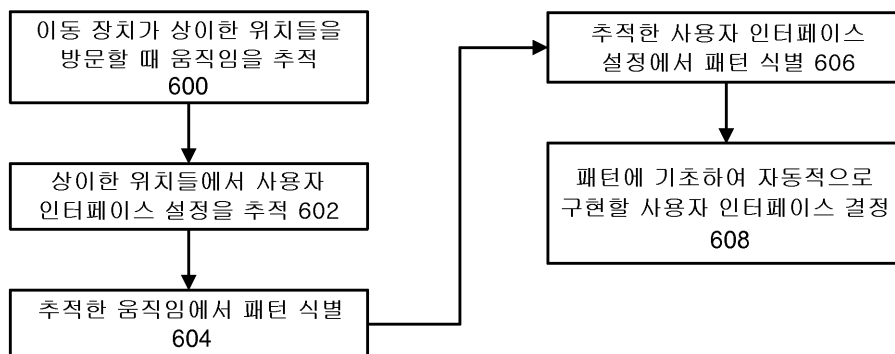 이동 장치가 상이한 위치들을
방문할 때 움직임을 추적
600
상이한 위치들에서 사용자
인터페이스 설정을 추적 602
추적한 움직임에서 패턴 식별
604
추적한 사용자 인터페이스
설정에서 패턴 식별 606
패턴에 기초하여 자동적으로
구현할 사용자 인터페이스 결정
608